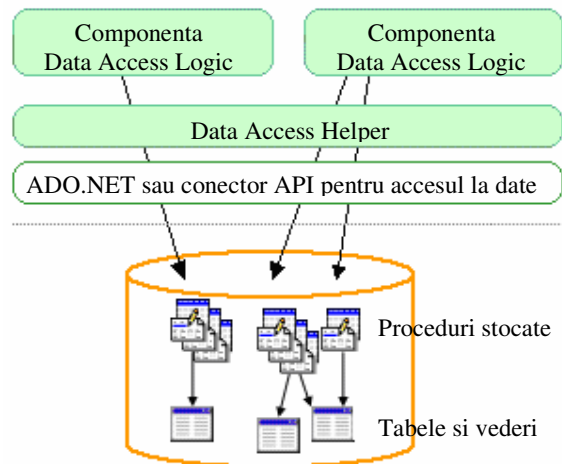 Componenta
Data Access Logic
Componenta
Data Access Logic
Data Access Helper
ADO.NET sau conector API pentru accesul la date
Proceduri stocate
Tabele si vederi